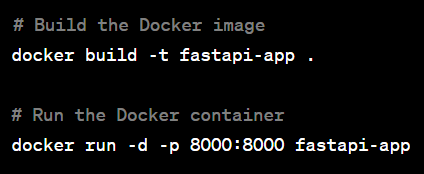 # Build the Docker image
docker build -t fastapi-app .
# Run the Docker container
docker run -d -p 8000:8000 fastapi-app